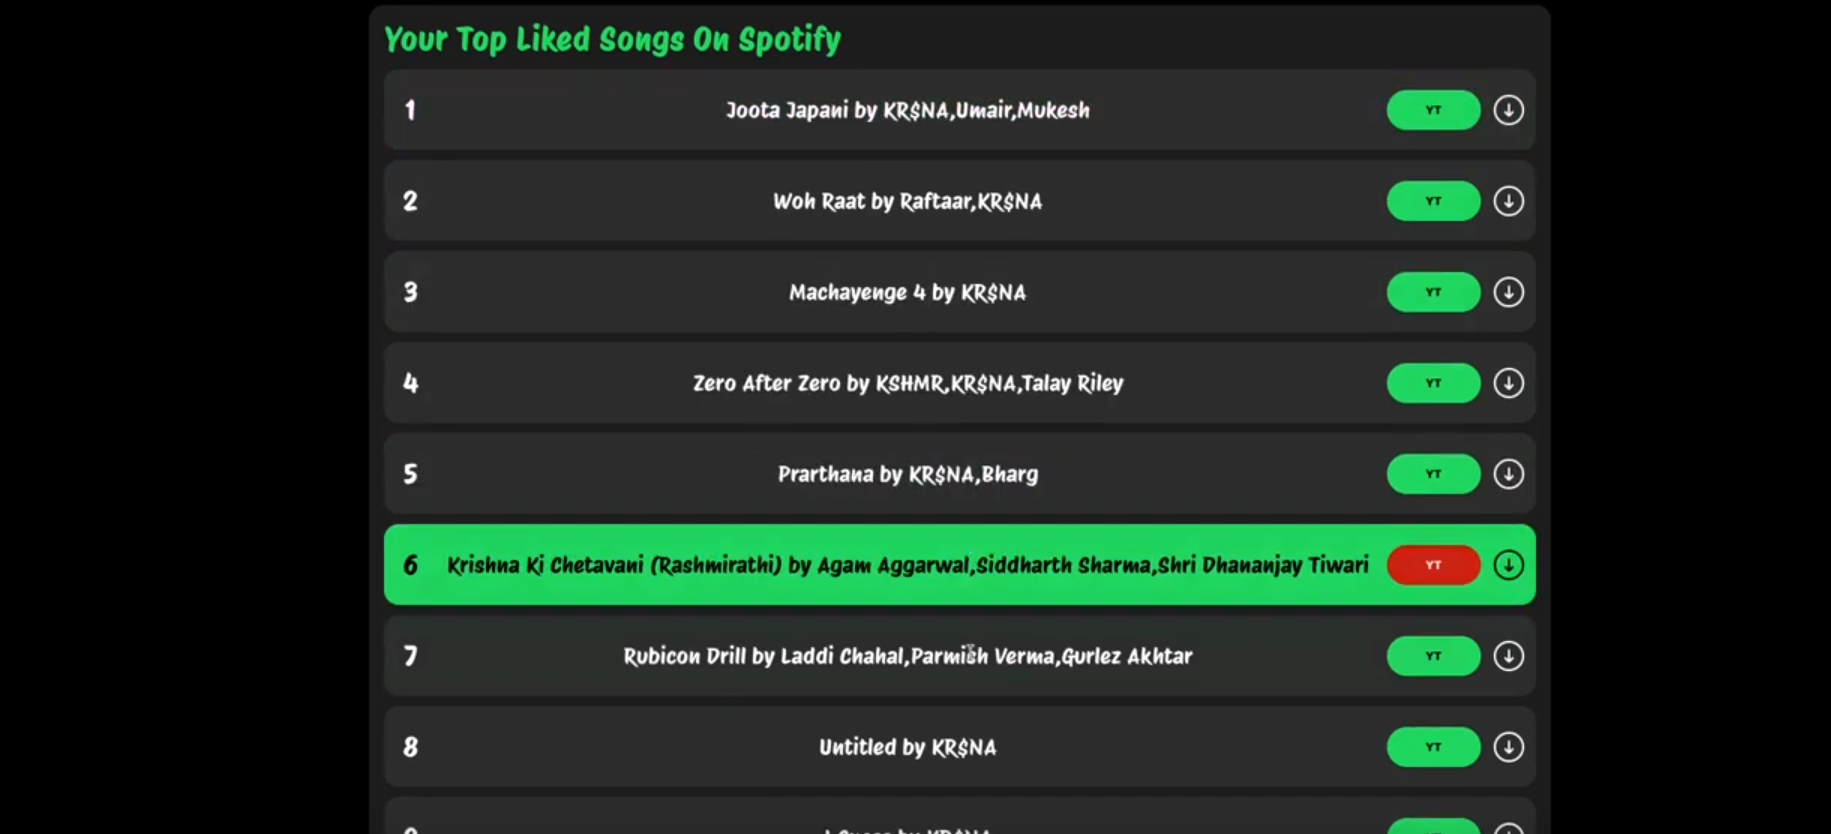 Your Top Liked Songs On Spotify
1 Joota Japani by KR$NA,Umair,Mukesh YT
2 Woh Raat by Raftaar,KR$NA YT
3 Machayenge 4 by KR$NA YT
4 Zero After Zero by KSHMR,KR$NA,Talay Riley YT
5 Prarthana by KR$NA,Bharg YT
6 Krishna Ki Chetavani (Rashmirathi) by Agam Aggarwal,Siddharth Sharma,Shri Dhananjay Tiwari YT
7 Rubicon Drill by Laddi Chahal,Parmish Verma,Gurlez Akhtar YT
8 Untitled by KR$NA YT
by KR$NA